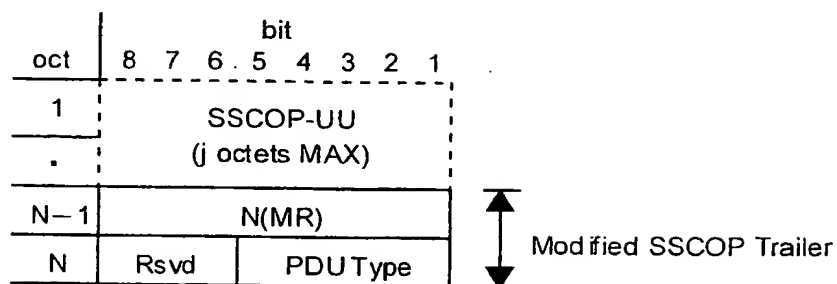 bit
oct 8 7 6 5 4 3 2 1
1 SSCOP-UU
. (j octets MAX)
N-1 N(MR)
N Rsvd PDU Type
Modified SSCOP Trailer